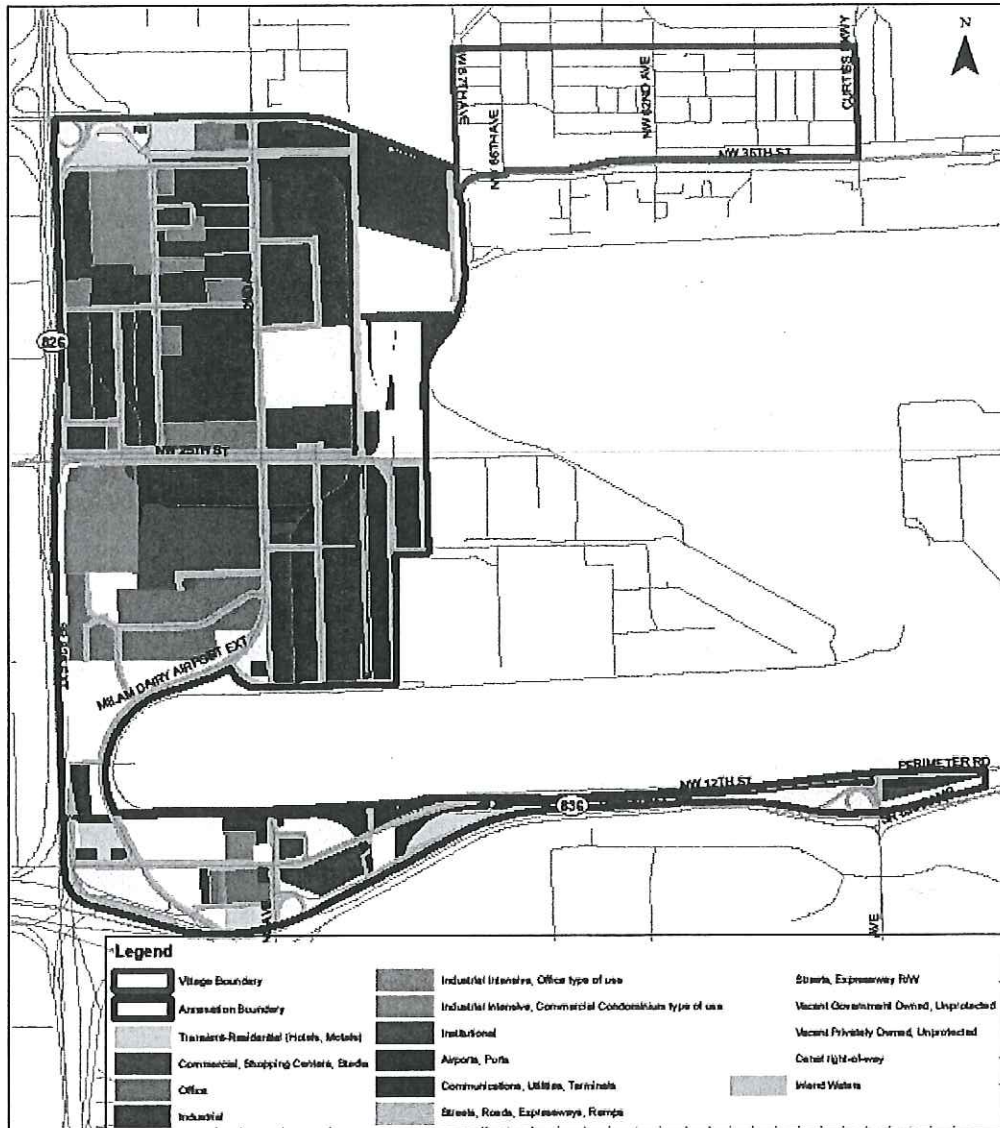 N
NW 62ND AVE
CURTISS PKWY
NW 66TH AVE
NW 36TH ST
826
NW 25TH ST
MILAM DAIRY AIRPORT EXT
PERIMETER RD
NW 12TH ST
836
AVE
Legend
Village Boundary
Annexation Boundary
Transient-Residential (Hotels, Motels)
Commercial, Shopping Centers, Stadia
Office
Industrial
Industrial Intensive, Office type of use
Industrial Intensive, Commercial Condominium type of use
Institutional
Airports, Ports
Communications, Utilities, Terminals
Streets, Roads, Expressways, Ramps
Streets, Expressway R/W
Vacant Government Owned, Unprotected
Vacant Privately Owned, Unprotected
Canal right-of-way
Inland Waters